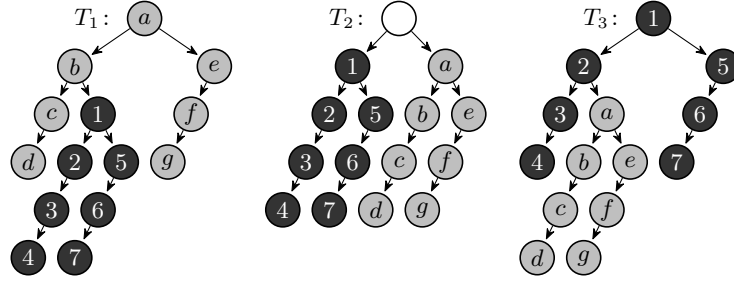 T₁: a T₂: T₃: 1
b e 1 a 2 5
c 1 f 2 5 b e 3 a 6
d 2 5 g 3 6 c f 4 b e 7
3 6 4 7 d g c f
4 7 d g